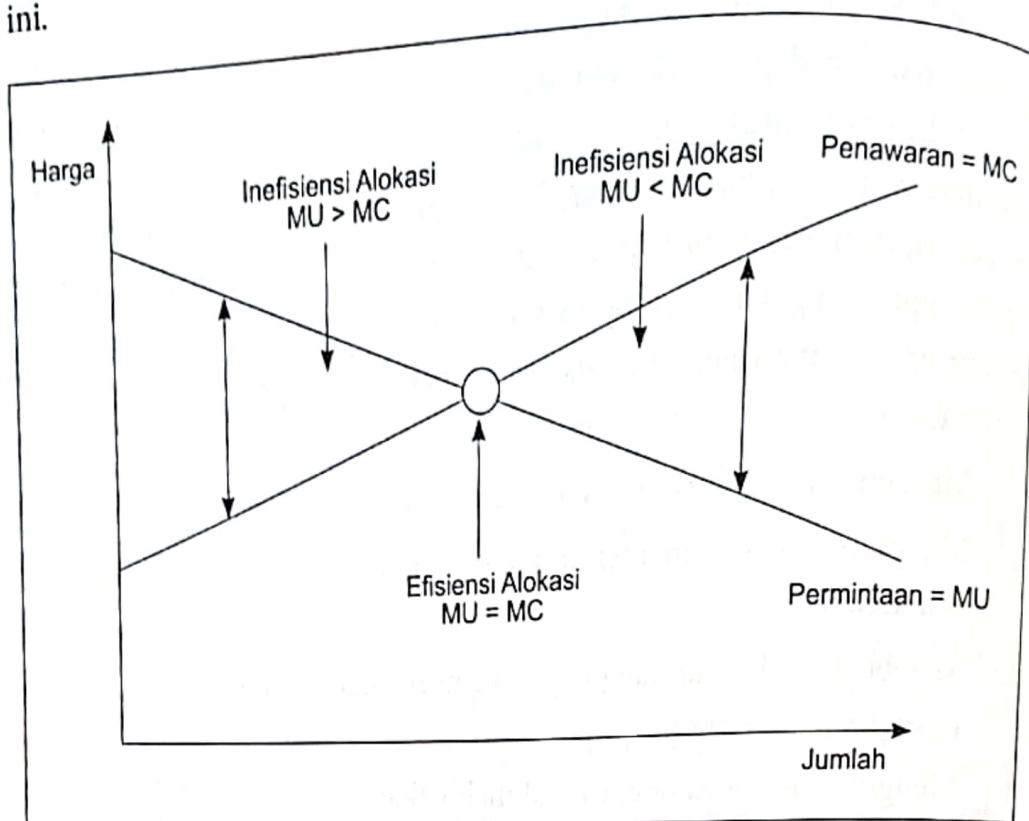 ini.
Harga
Inefisiensi Alokasi
MU > MC
Inefisiensi Alokasi
MU < MC
Penawaran = MC
Efisiensi Alokasi
MU = MC
Permintaan = MU
Jumlah